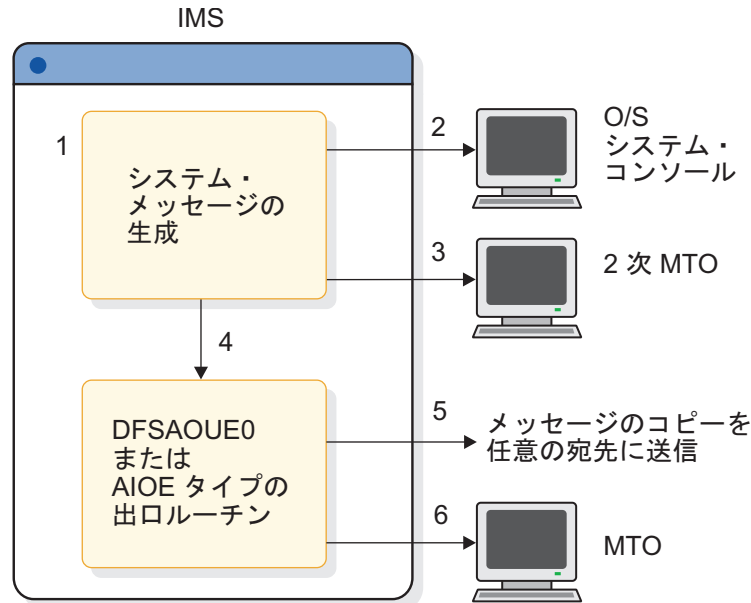 IMS
1
システム・
メッセージの
生成
2
O/S
システム・
コンソール
3
2 次 MTO
4
DFSAOUE0
または
AIOE タイプの
出口ルーチン
5
メッセージのコピーを
任意の宛先に送信
6
MTO